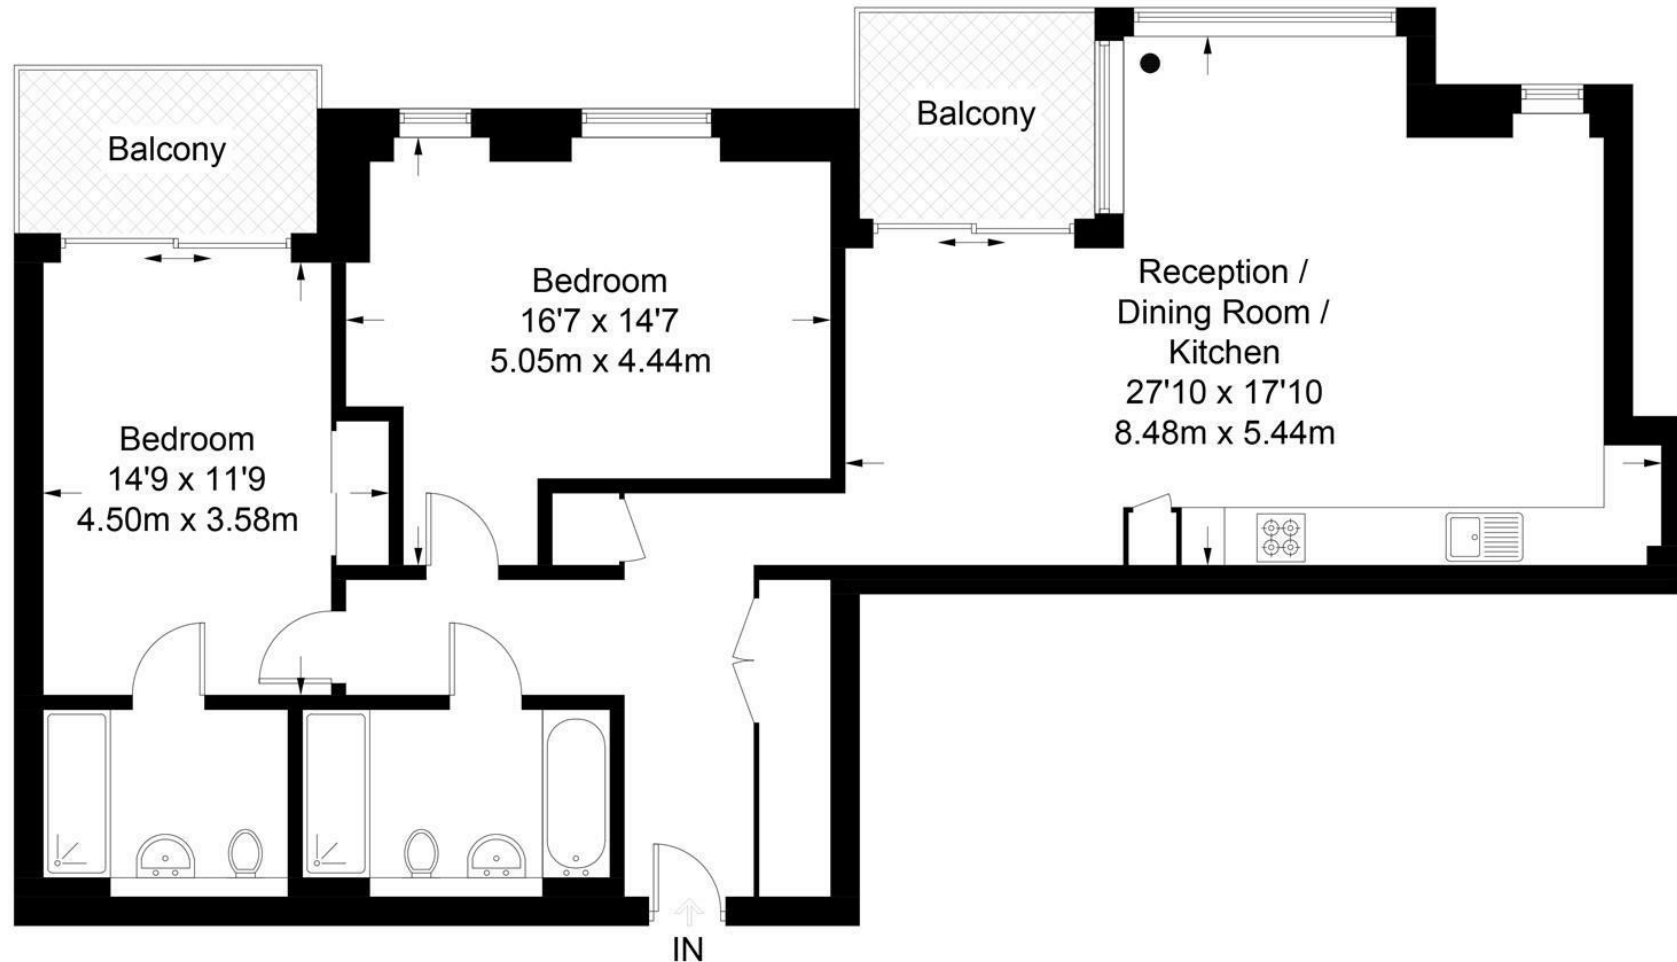 Balcony
Balcony
Bedroom
16'7 x 14'7
5.05m x 4.44m
Reception /
Dining Room /
Kitchen
27'10 x 17'10
8.48m x 5.44m
Bedroom
14'9 x 11'9
4.50m x 3.58m
IN